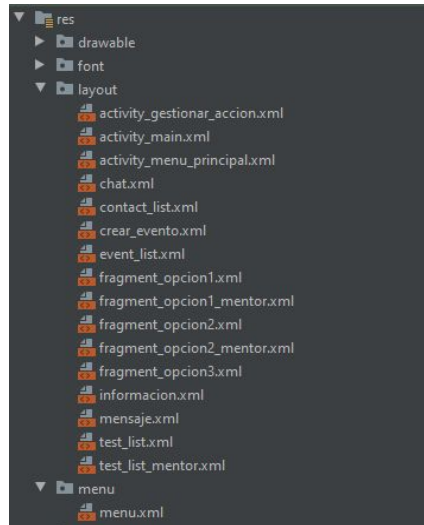 res
drawable
font
layout
activity_gestionar_accion.xml
activity_main.xml
activity_menu_principal.xml
chat.xml
contact_list.xml
crear_evento.xml
event_list.xml
fragment_opcion1.xml
fragment_opcion1_mentor.xml
fragment_opcion2.xml
fragment_opcion2_mentor.xml
fragment_opcion3.xml
informacion.xml
mensaje.xml
test_list.xml
test_list_mentor.xml
menu
menu.xml